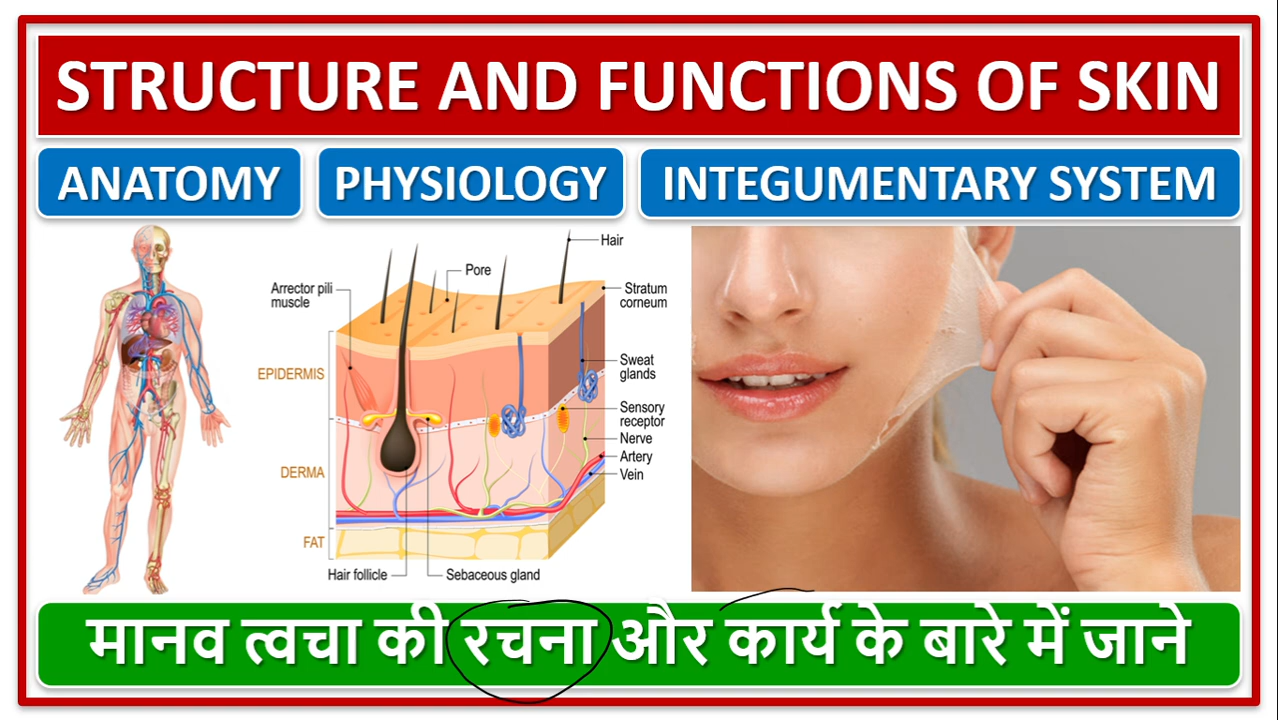 STRUCTURE AND FUNCTIONS OF SKIN
ANATOMY
PHYSIOLOGY
INTEGUMENTARY SYSTEM
Hair
Pore
Arrector pili
muscle
Stratum
corneum
EPIDERMIS
Sweat
glands
Sensory
receptor
Nerve
Artery
Vein
DERMA
FAT
Hair follicle
Sebaceous gland
मानव त्वचा की रचना और कार्य के बारे में जाने